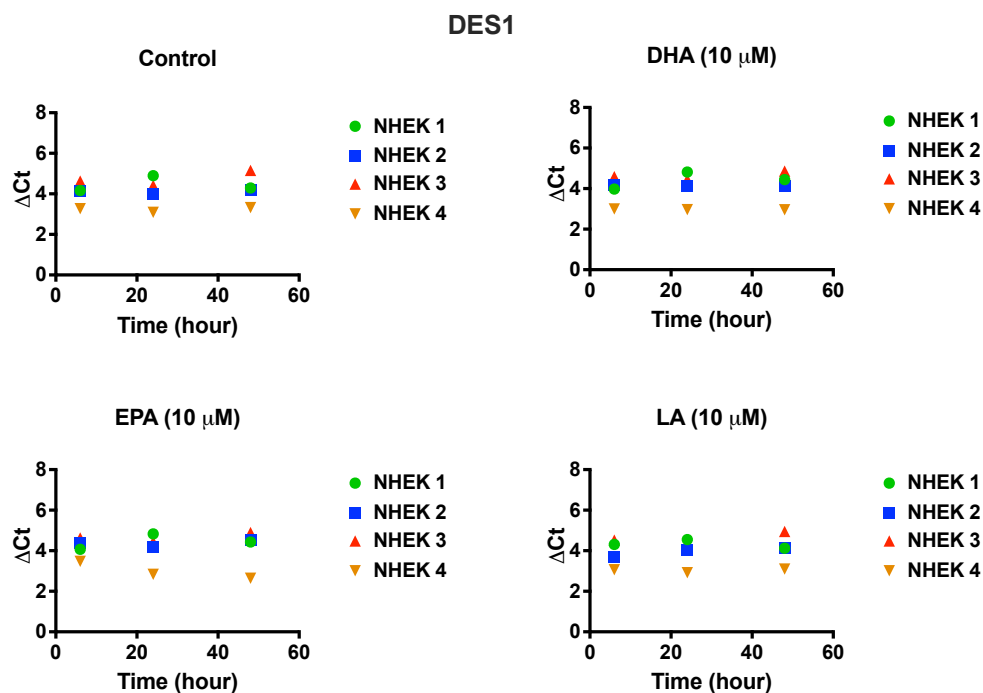 DES1
Control
8
6
4
2
0
ΔCt
0 20 40 60
Time (hour)
NHEK 1
NHEK 2
NHEK 3
NHEK 4
DHA (10 μM)
8
6
4
2
0
ΔCt
0 20 40 60
Time (hour)
NHEK 1
NHEK 2
NHEK 3
NHEK 4
EPA (10 μM)
8
6
4
2
0
ΔCt
0 20 40 60
Time (hour)
NHEK 1
NHEK 2
NHEK 3
NHEK 4
LA (10 μM)
8
6
4
2
0
ΔCt
0 20 40 60
Time (hour)
NHEK 1
NHEK 2
NHEK 3
NHEK 4